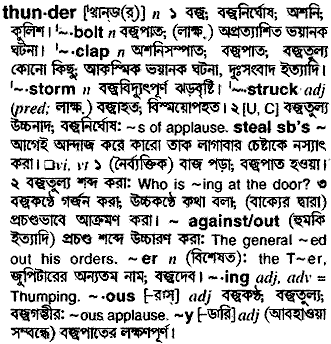 thun·der [থান্ডা(র্)] n ১ বজ্র; বজ্রনির্ঘোষ; অশনি;
কুলিশ। '~·bolt n বজ্রপাত; (লাক্ষ.) অপ্রত্যাশিত ভয়ানক
ঘটনা। '~·clap n অশনিসম্পাত; বজ্রপাত; বজ্রতুল্য
কোনো কিছু, আকস্মিক ভয়ানক ঘটনা, দুঃসংবাদ ইত্যাদি।
'~·storm n বজ্রবিদ্যুৎপূর্ণ ঝড়বৃষ্টি। '~·struck adj
(pred; লাক্ষ.) বজ্রাহত; বিস্ময়োপহত। ২ [U, C] বজ্রতুল্য
উচ্চনাদ; বজ্রনির্ঘোষ: ~s of applause. steal sb's ~
আগেই আন্দাজ করে কারো তাক লাগাবার চেষ্টাকে নস্যাৎ
করা। □vi, vt ১ (নৈর্ব্যক্তিক) বাজ পড়া; বজ্রপাত হওয়া।
২ বজ্রতুল্য শব্দ করা: Who is ~ing at the door? ৩
বজ্রকণ্ঠে গর্জন করা; উচ্চকণ্ঠে কথা বলা; (বাক্যের দ্বারা)
প্রচণ্ডভাবে আক্রমণ করা। ~ against/out (হুমকি
ইত্যাদি) প্রচণ্ড শব্দে উচ্চারণ করা: The general ~ed
out his orders. ~·er n (বিশেষত): the T~er,
জুপিটারের অন্যতম নাম; বজ্রদেব। ~·ing adj, adv =
Thumping. ~·ous [-রাস্] adj বজ্রকণ্ঠ; বজ্রতুল্য;
বজ্রগম্ভীর: ~ous applause. ~y [-ডারি] adj (আবহাওয়া
সম্বন্ধে) বজ্রপাতের লক্ষণপূর্ণ।